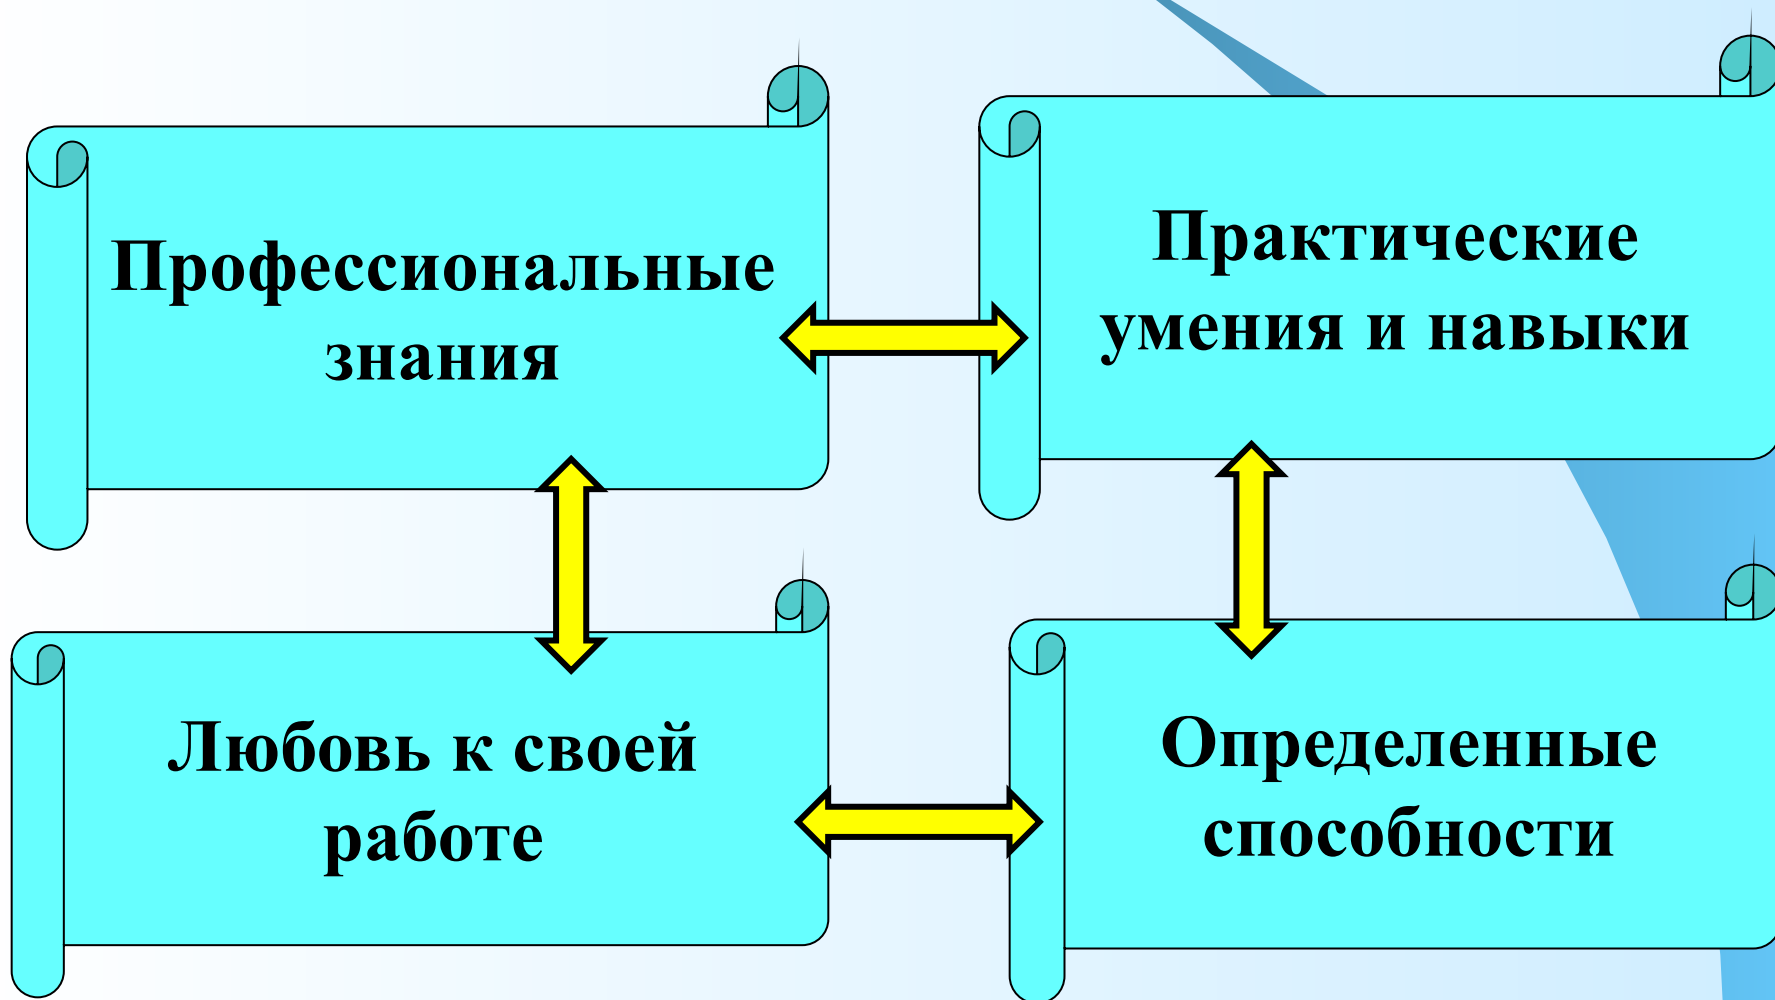 Профессиональные
знания
Практические
умения и навыки
Любовь к своей
работе
Определенные
способности